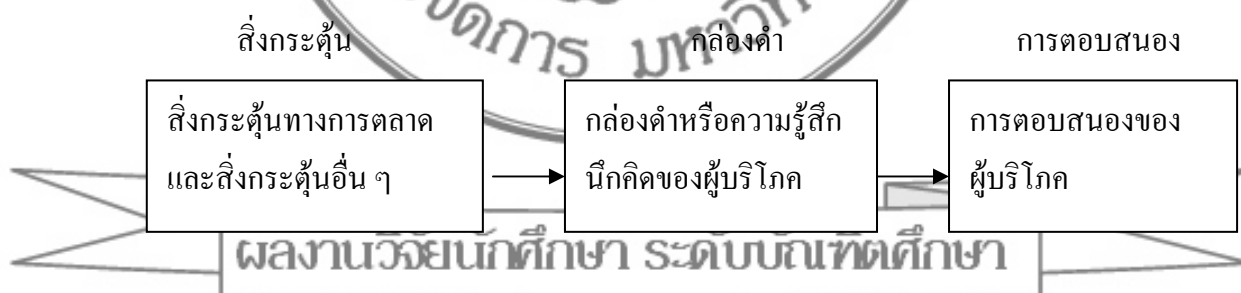 สิ่งกระตุ้น กล่องดำ การตอบสนอง
สิ่งกระตุ้นทางการตลาด
และสิ่งกระตุ้นอื่น ๆ
กล่องดำหรือความรู้สึก
นึกคิดของผู้บริโภค
การตอบสนองของ
ผู้บริโภค
ผลงานวิจัยนักศึกษา ระดับบัณฑิตศึกษา